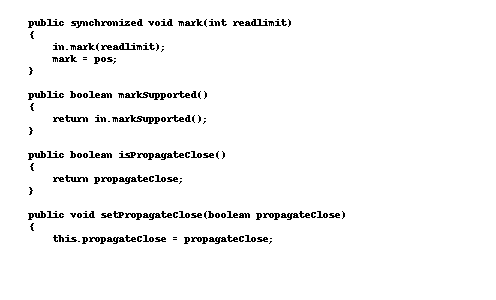 public synchronized void mark(int readlimit)
{
    in.mark(readlimit);
    mark = pos;
}

public boolean markSupported()
{
    return in.markSupported();
}

public boolean isPropagateClose()
{
    return propagateClose;
}

public void setPropagateClose(boolean propagateClose)
{
    this.propagateClose = propagateClose;